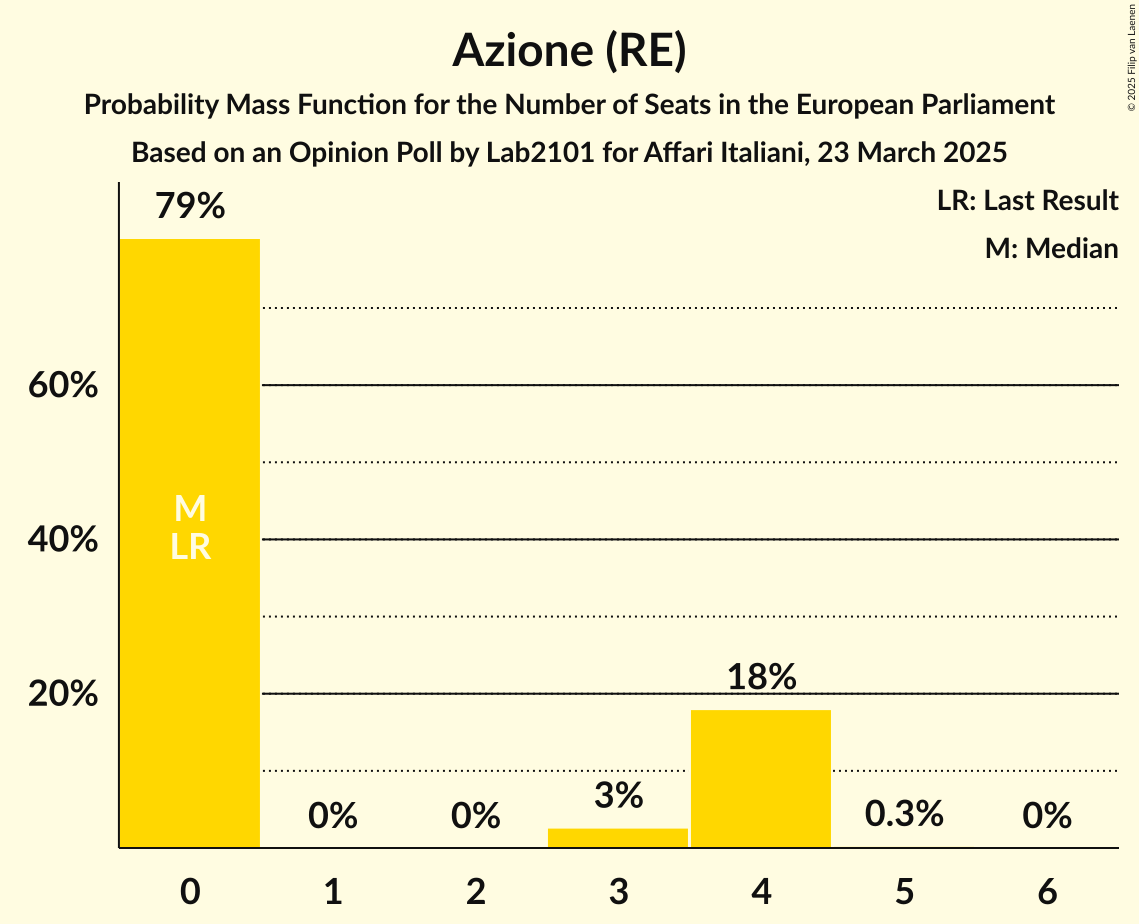 Azione (RE)
Probability Mass Function for the Number of Seats in the European Parliament
Based on an Opinion Poll by Lab2101 for Affari Italiani, 23 March 2025
© 2025 Filip van Laenen
LR: Last Result
M: Median
79%
60%
40%
20%
M
LR
0%
0%
3%
18%
0.3%
0%
0
1
2
3
4
5
6